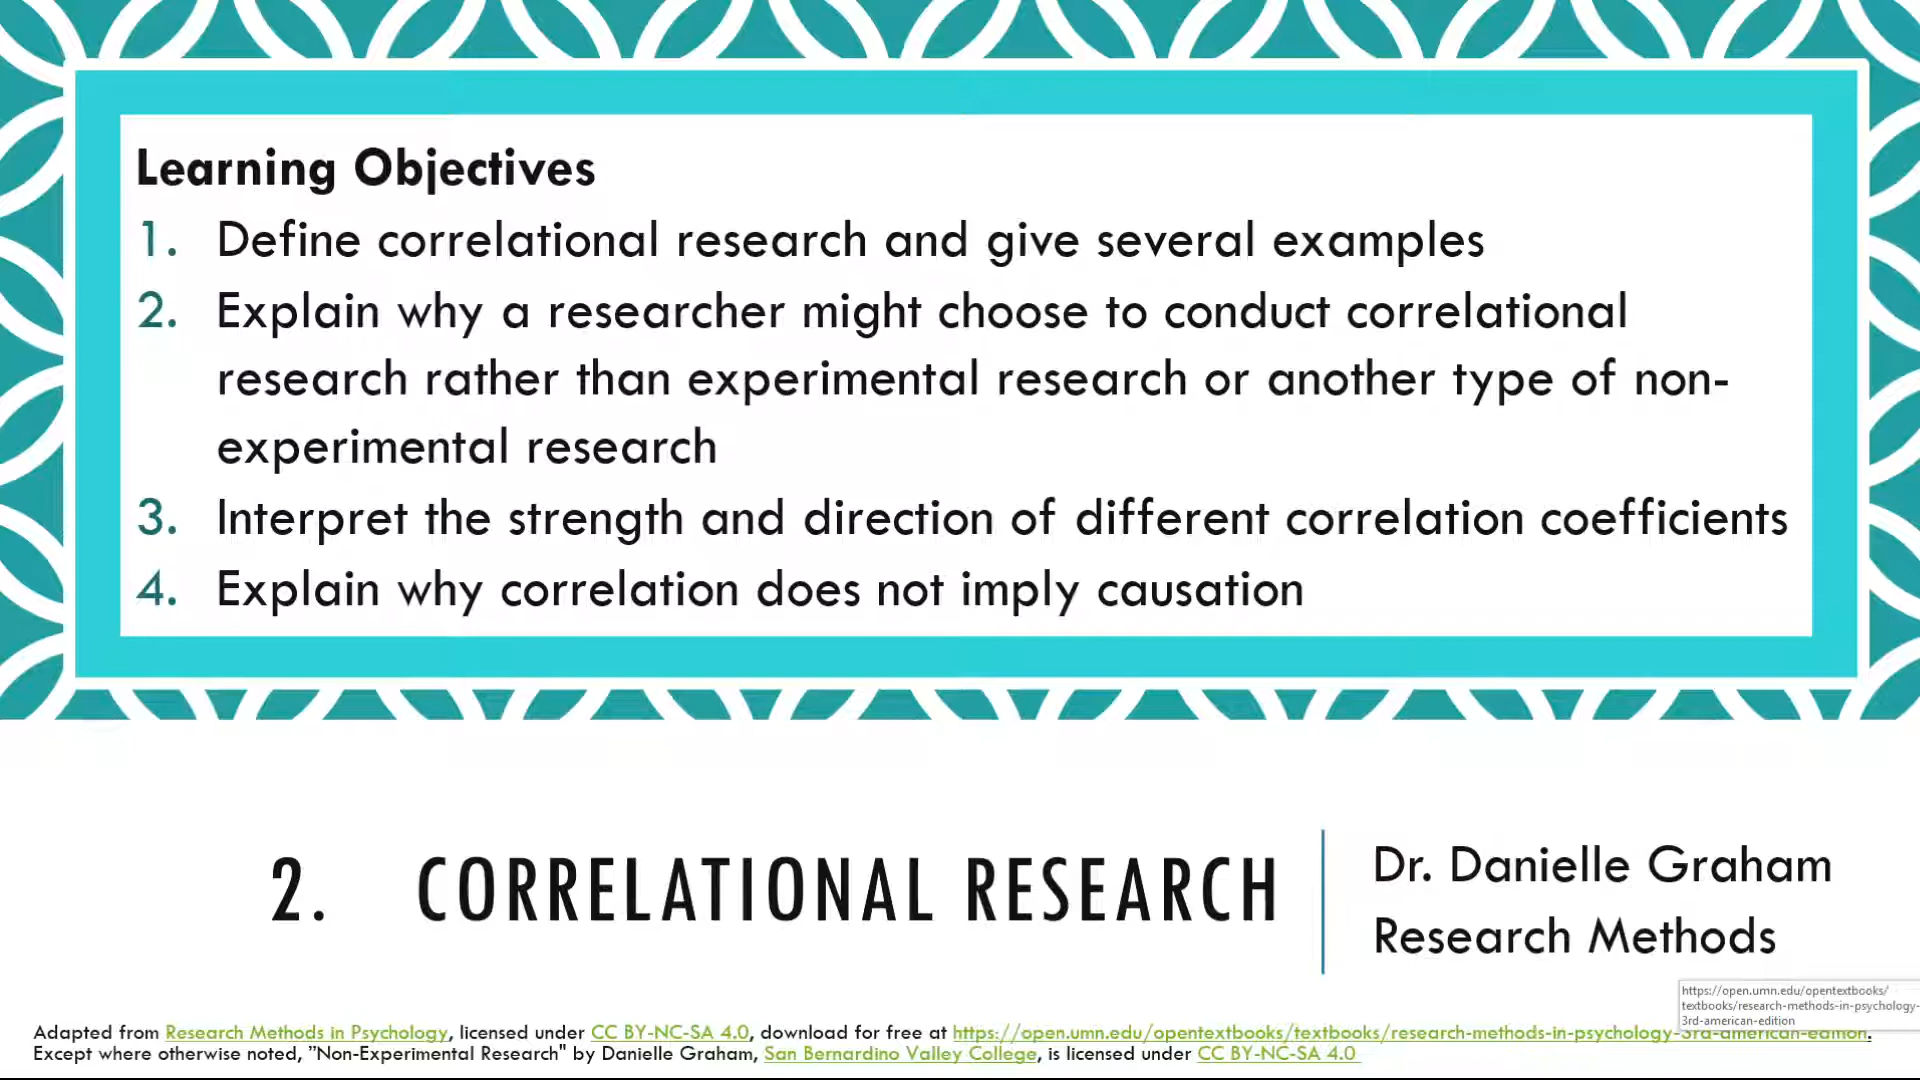 Learning Objectives
1. Define correlational research and give several examples
2. Explain why a researcher might choose to conduct correlational
research rather than experimental research or another type of non-
experimental research
3. Interpret the strength and direction of different correlation coefficients
4. Explain why correlation does not imply causation
2. CORRELATIONAL RESEARCH
Dr. Danielle Graham
Research Methods
https://open.umn.edu/opentextbooks/
textbooks/research-methods-in-psychology-
3rd-american-edition
Adapted from Research Methods in Psychology, licensed under CC BY-NC-SA 4.0, download for free at https://open.umn.edu/opentextbooks/textbooks/research-methods-in-psychology-3rd-american-edition.
Except where otherwise noted, "Non-Experimental Research" by Danielle Graham, San Bernardino Valley College, is licensed under CC BY-NC-SA 4.0